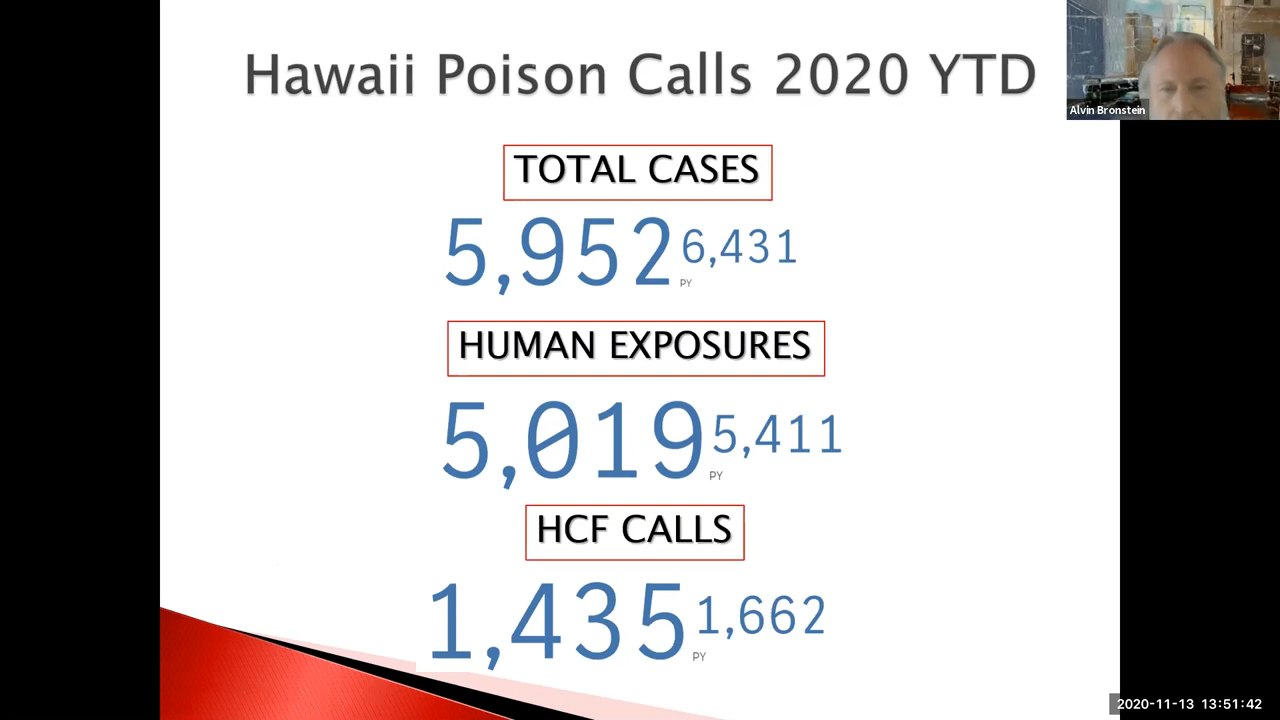 Hawaii Poison Calls 2020 YTD
Alvin Bronstein
TOTAL CASES
5,952 6,431
PY
HUMAN EXPOSURES
5,019 5,411
PY
HCF CALLS
1,435 1,662
PY
2020-11-13 13:51:42